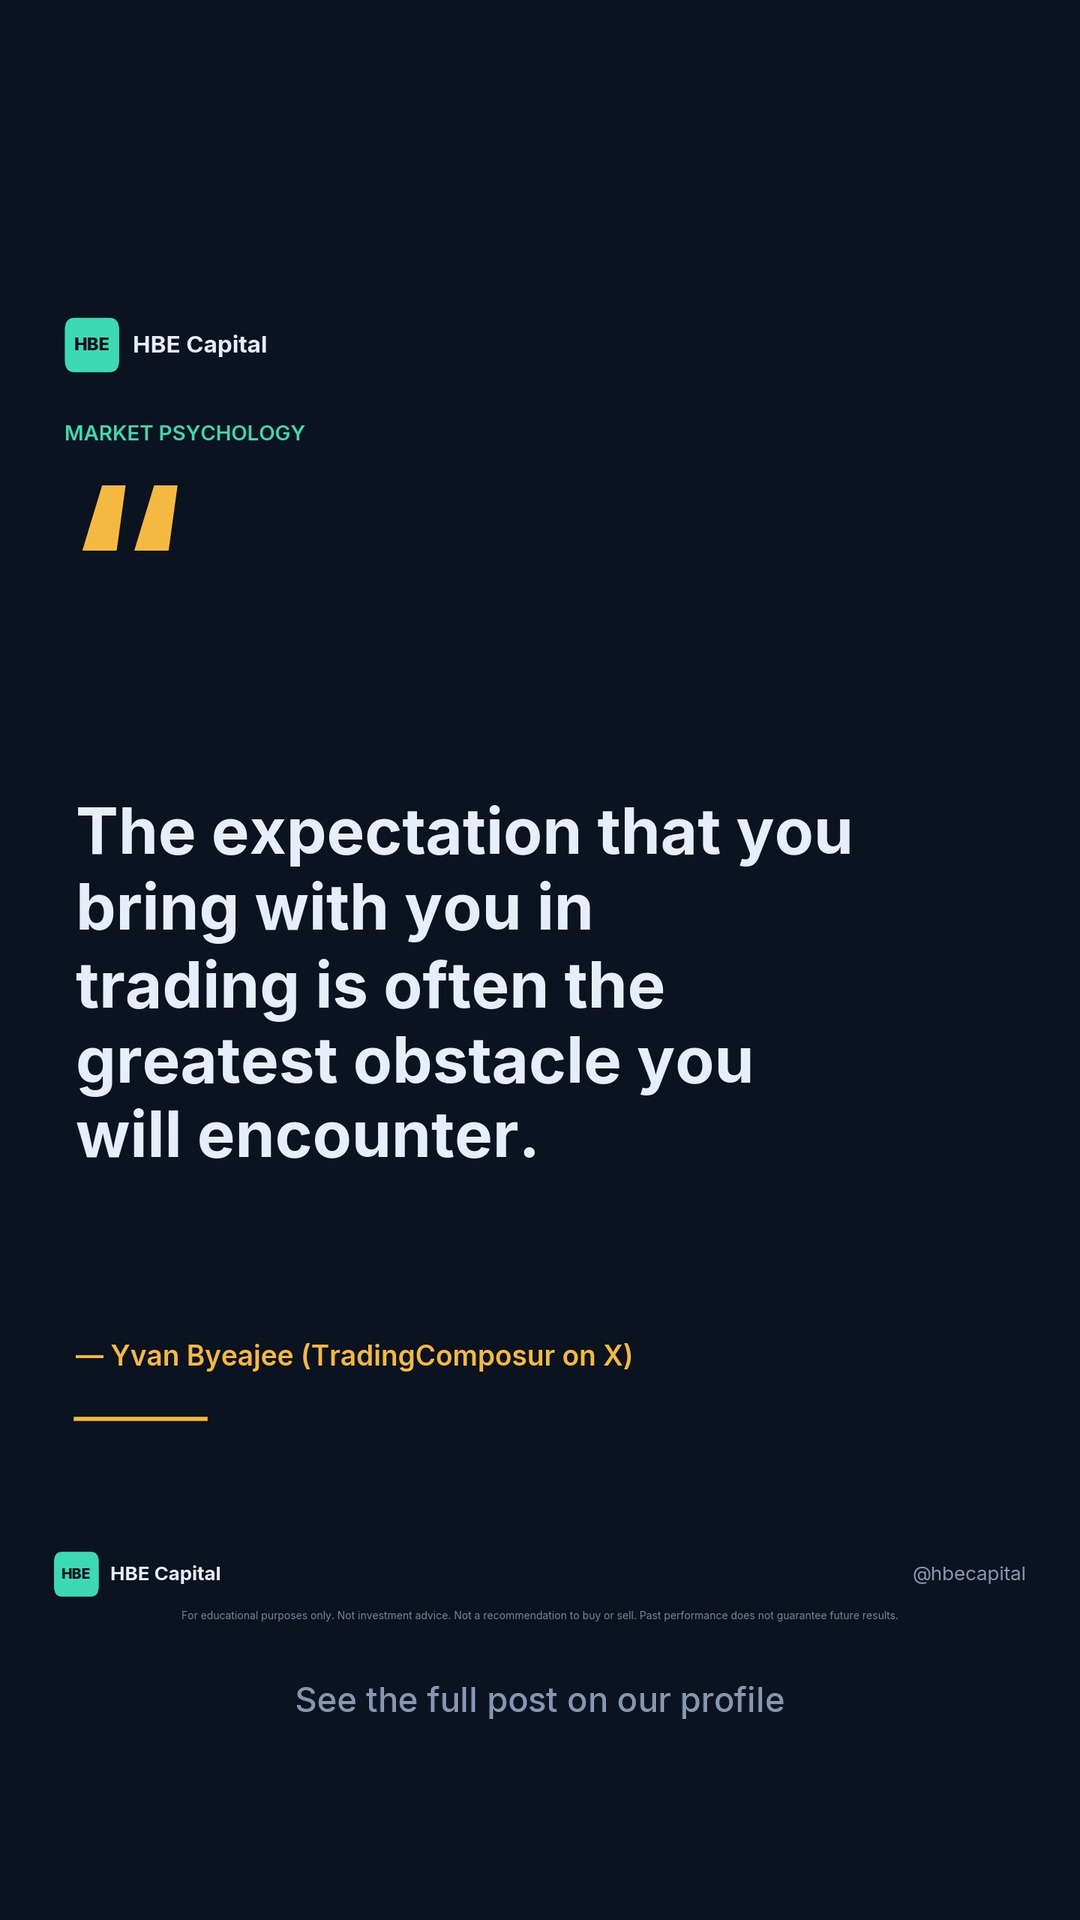 HBE HBE Capital
MARKET PSYCHOLOGY
"
The expectation that you
bring with you in
trading is often the
greatest obstacle you
will encounter.
— Yvan Byeajee (TradingComposur on X)
HBE HBE Capital @hbecapital
For educational purposes only. Not investment advice. Not a recommendation to buy or sell. Past performance does not guarantee future results.
See the full post on our profile